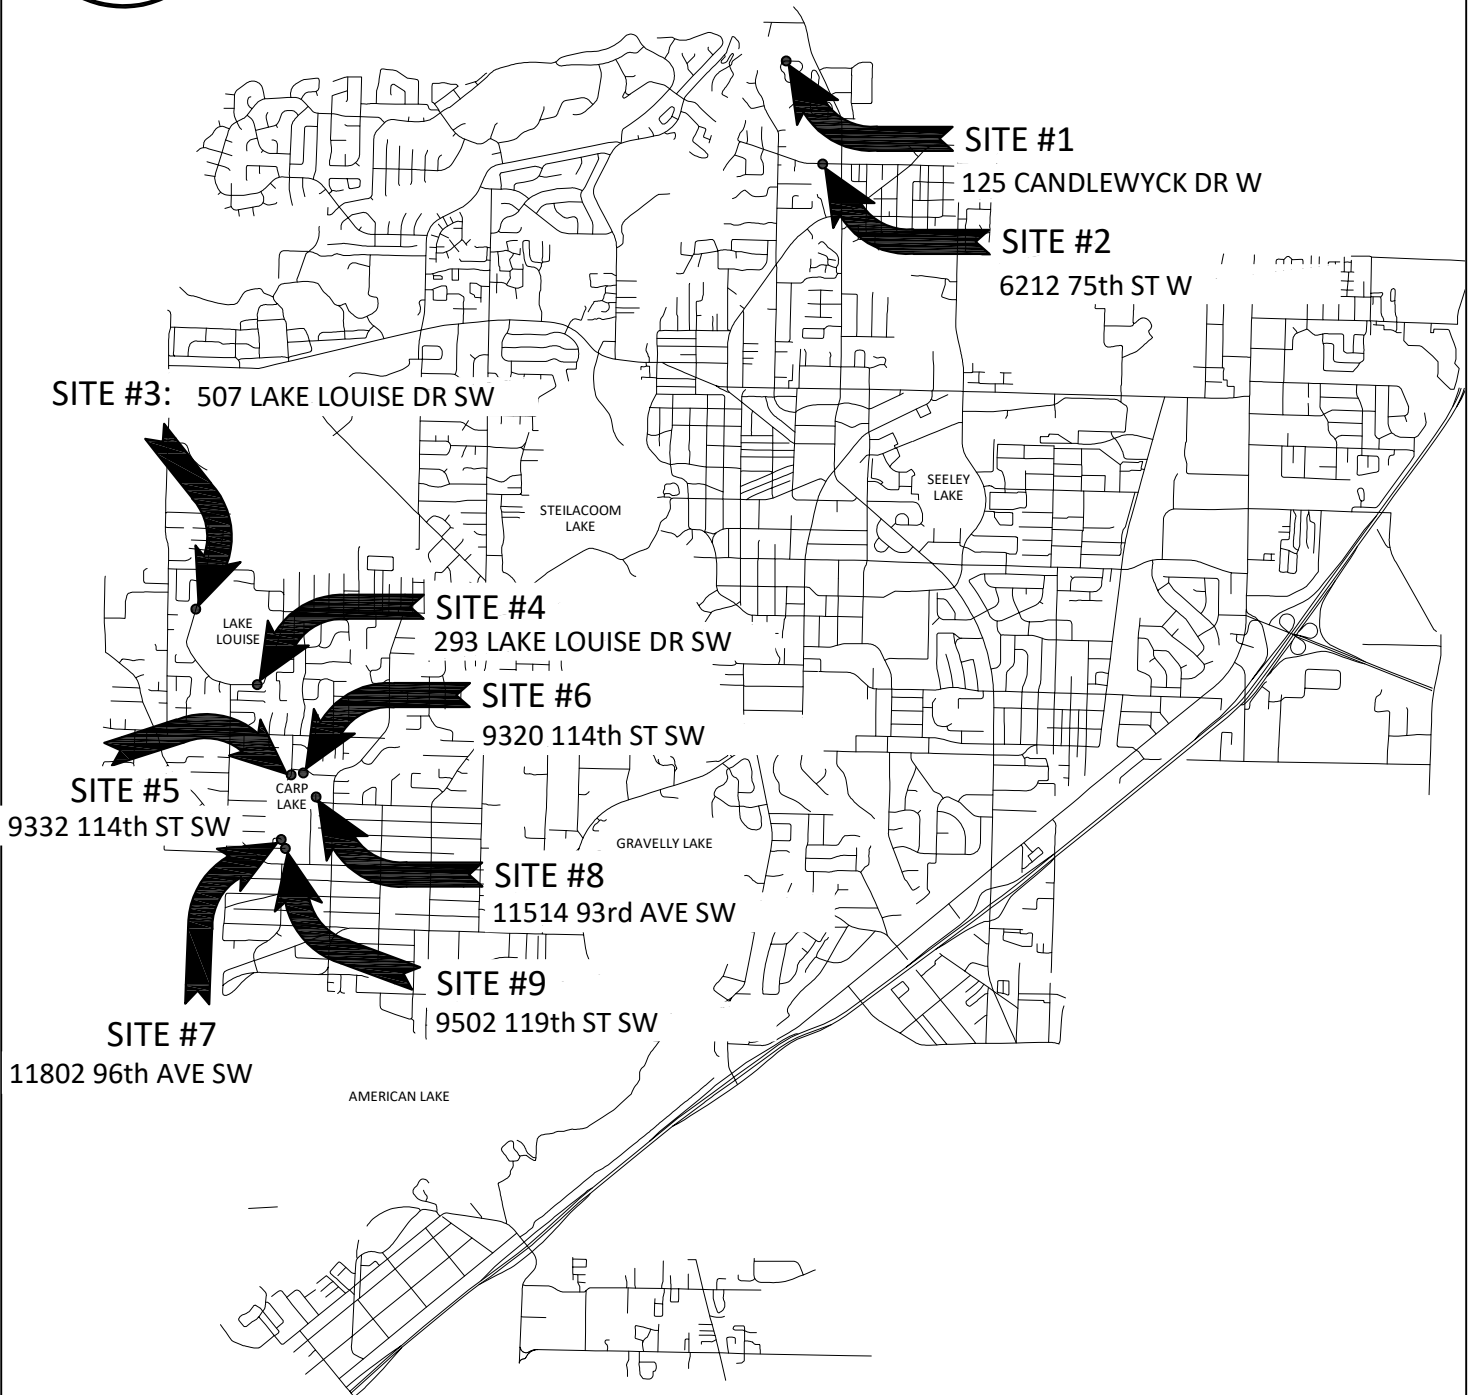 SITE #1
125 CANDLEWYCK DR W
SITE #2
6212 75th ST W
SITE #3: 507 LAKE LOUISE DR SW
SEELEY
LAKE
STEILACOOM
LAKE
SITE #4
293 LAKE LOUISE DR SW
LAKE
LOUISE
SITE #6
9320 114th ST SW
SITE #5
9332 114th ST SW
CARP
LAKE
GRAVELLY LAKE
SITE #8
11514 93rd AVE SW
SITE #9
9502 119th ST SW
SITE #7
11802 96th AVE SW
AMERICAN LAKE